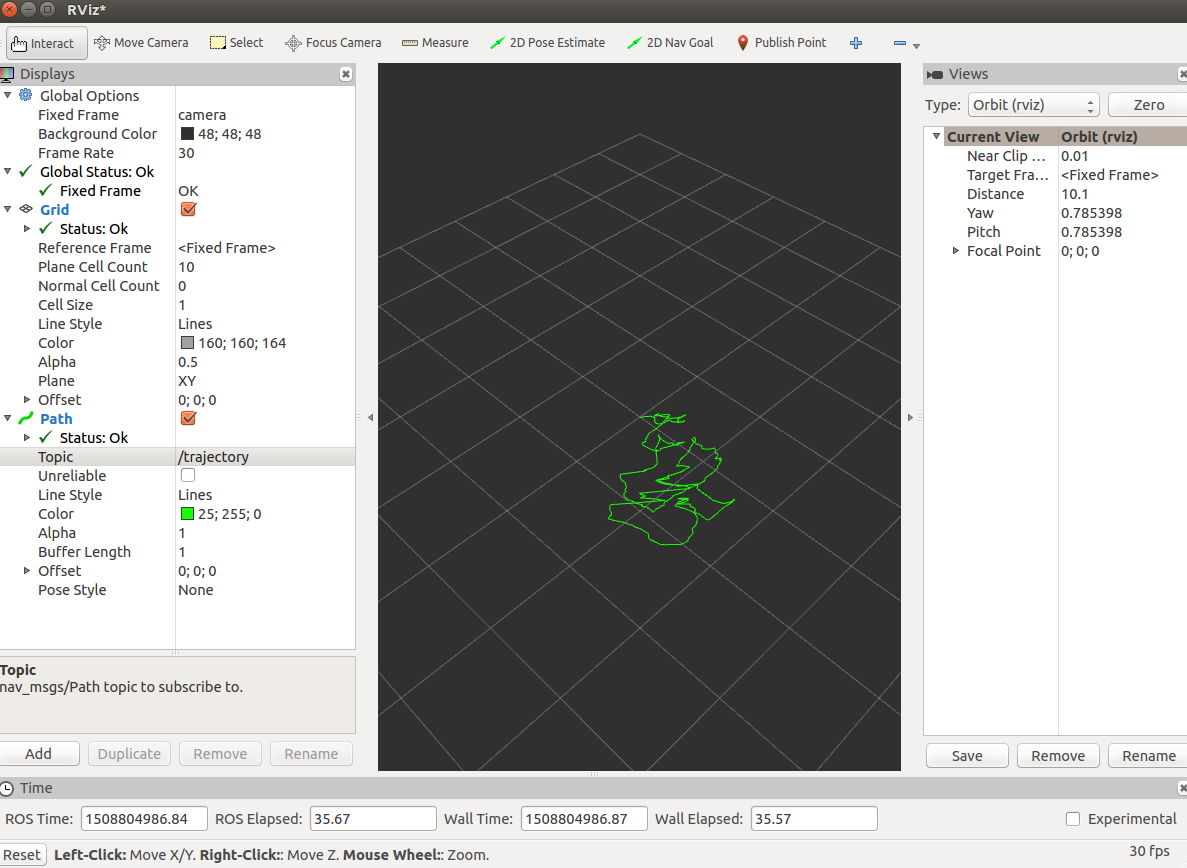 RViz*
Interact Move Camera Select Focus Camera Measure 2D Pose Estimate 2D Nav Goal Publish Point
Displays
Global Options
Fixed Frame camera
Background Color 48; 48; 48
Frame Rate 30
Global Status: Ok
Fixed Frame OK
Grid
Status: Ok
Reference Frame <Fixed Frame>
Plane Cell Count 10
Normal Cell Count 0
Cell Size 1
Line Style Lines
Color 160; 160; 164
Alpha 0.5
Plane XY
Offset 0; 0; 0
Path
Status: Ok
Topic /trajectory
Unreliable
Line Style Lines
Color 25; 255; 0
Alpha 1
Buffer Length 1
Offset 0; 0; 0
Pose Style None
Topic
nav_msgs/Path topic to subscribe to.
Add Duplicate Remove Rename
Views
Type: Orbit (rviz) Zero
Current View Orbit (rviz)
Near Clip ... 0.01
Target Fra... <Fixed Frame>
Distance 10.1
Yaw 0.785398
Pitch 0.785398
Focal Point 0; 0; 0
Save Remove Rename
Time
ROS Time: 1508804986.84 ROS Elapsed: 35.67 Wall Time: 1508804986.87 Wall Elapsed: 35.57 Experimental
Reset Left-Click: Move X/Y. Right-Click:: Move Z. Mouse Wheel:: Zoom. 30 fps